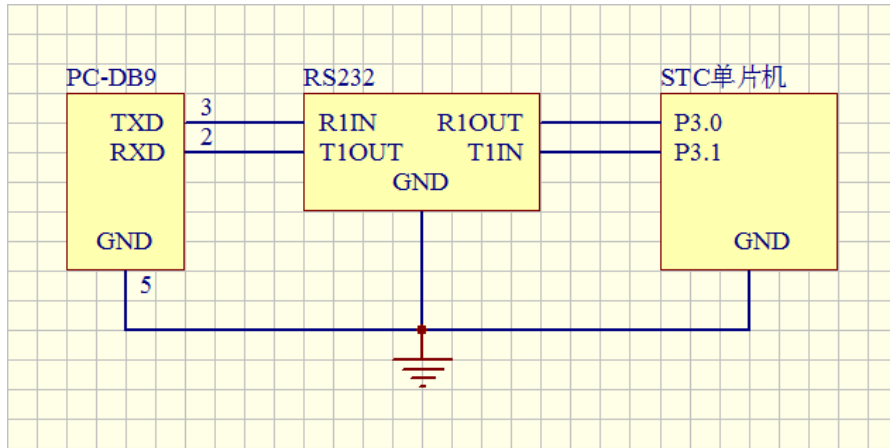 PC-DB9 RS232 STC单片机
TXD 3 R1IN R1OUT P3.0
RXD 2 T1OUT T1IN P3.1
GND
GND GND
5